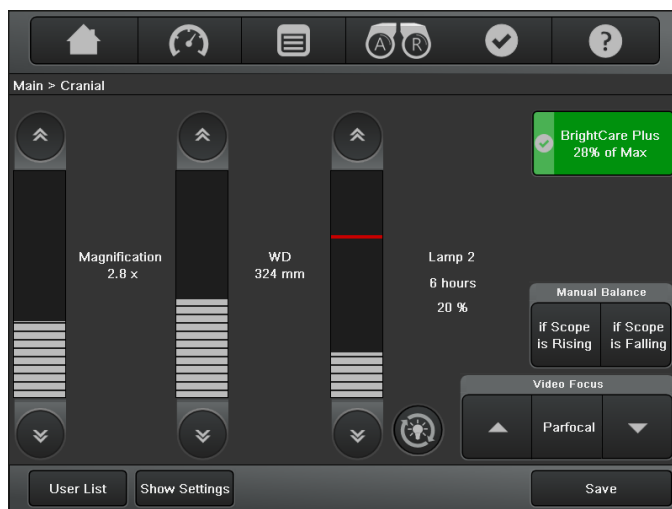 A R ?
Main > Cranial
BrightCare Plus
28% of Max
Magnification
2.8 x
WD
324 mm
Lamp 2
6 hours
20 %
Manual Balance
if Scope
is Rising
if Scope
is Falling
Video Focus
Parfocal
User List
Show Settings
Save